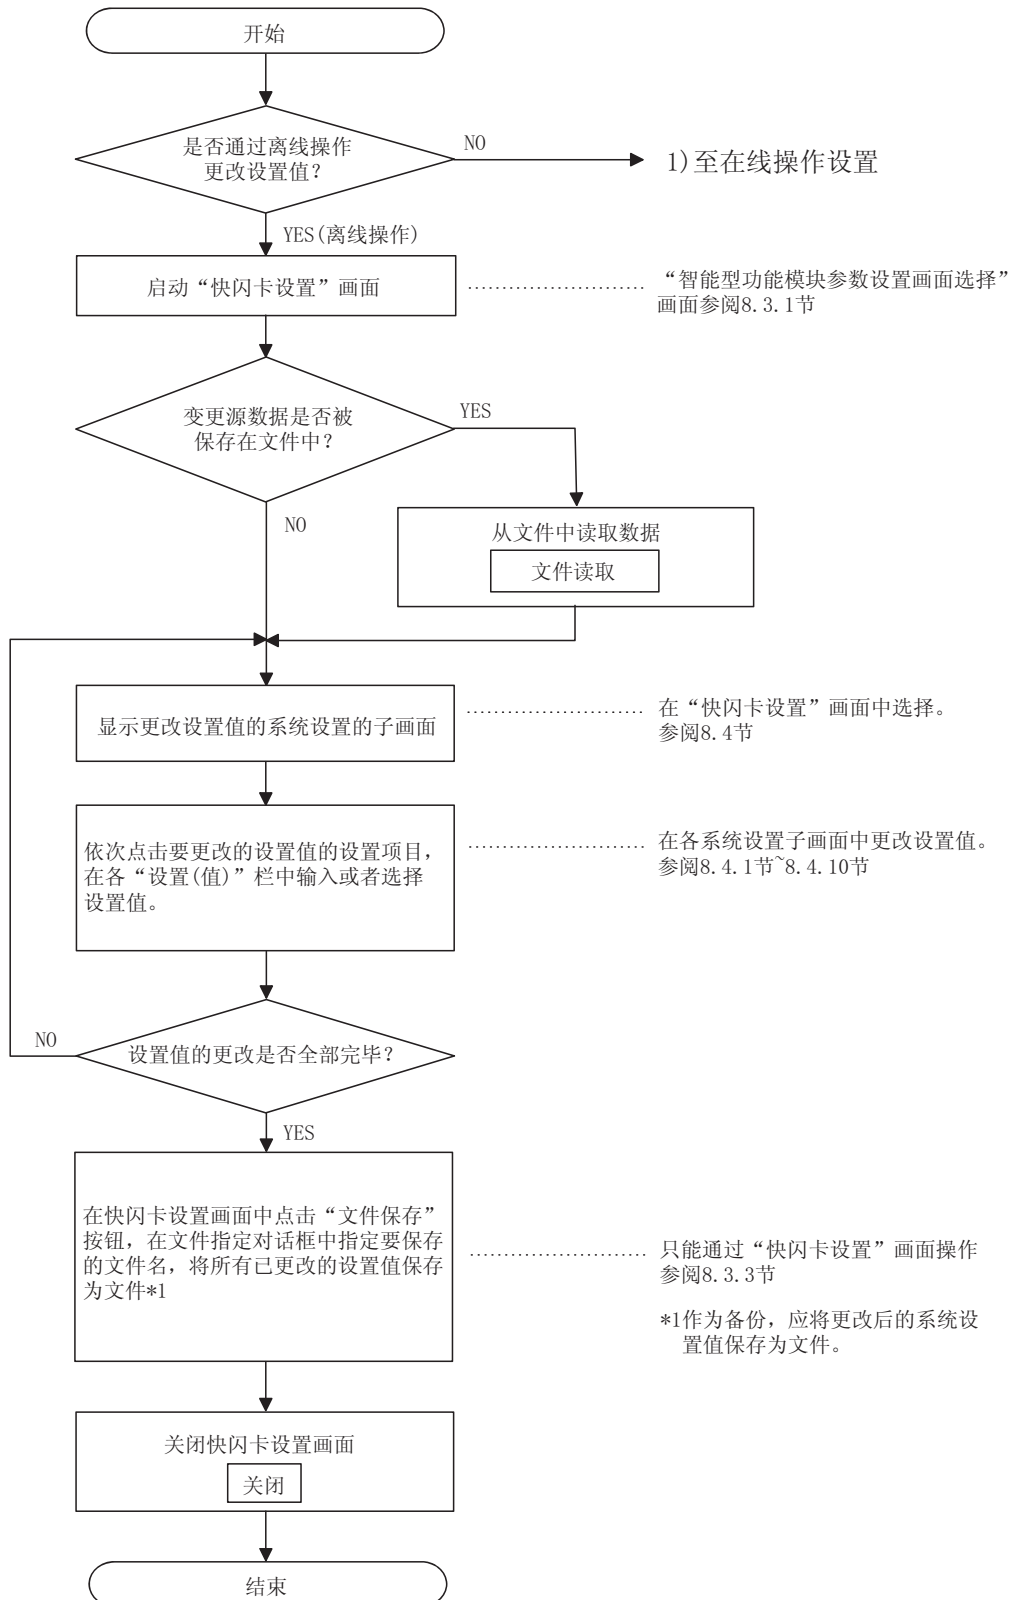 开始
是否通过离线操作
更改设置值？
NO
1)至在线操作设置
YES(离线操作)
启动“快闪卡设置”画面
“智能型功能模块参数设置画面选择”
画面参阅8.3.1节
变更源数据是否被
保存在文件中？
YES
NO
从文件中读取数据
文件读取
显示更改设置值的系统设置的子画面
在“快闪卡设置”画面中选择。
参阅8.4节
依次点击要更改的设置值的设置项目，
在各“设置(值)”栏中输入或者选择
设置值。
在各系统设置子画面中更改设置值。
参阅8.4.1节~8.4.10节
NO
设置值的更改是否全部完毕？
YES
在快闪卡设置画面中点击“文件保存”
按钮，在文件指定对话框中指定要保存
的文件名，将所有已更改的设置值保存
为文件*1
只能通过“快闪卡设置”画面操作
参阅8.3.3节
*1作为备份，应将更改后的系统设
置值保存为文件。
关闭快闪卡设置画面
关闭
结束